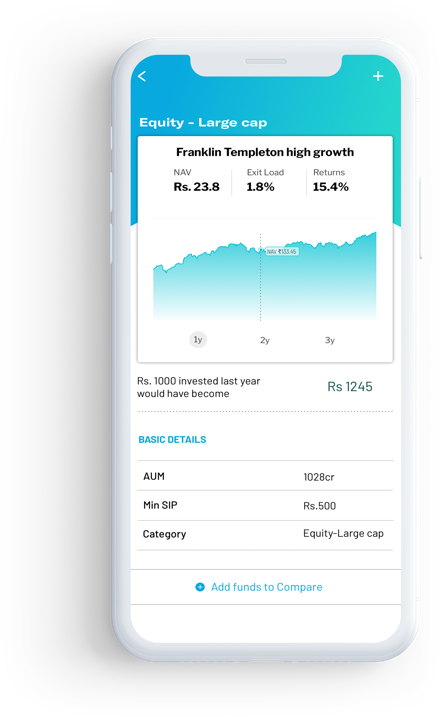 Equity - Large cap
Franklin Templeton high growth
NAV Exit Load Returns
Rs. 23.8 1.8% 15.4%
NAV ₹133.45
1y 2y 3y
Rs. 1000 invested last year
would have become
Rs 1245
BASIC DETAILS
AUM 1028cr
Min SIP Rs.500
Category Equity-Large cap
Add funds to Compare